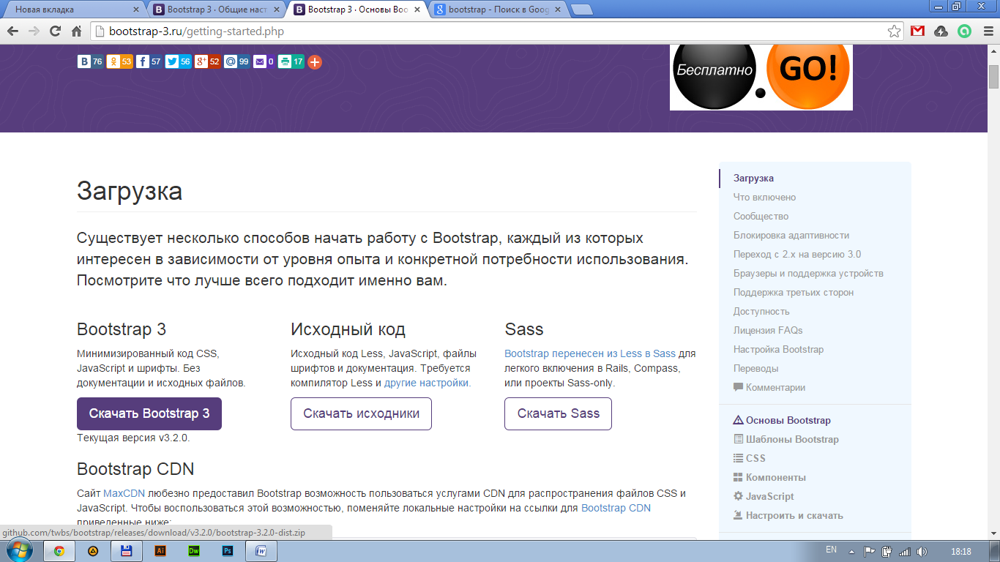 Новая вкладка
Bootstrap 3 · Общие наст
Bootstrap 3 · Основы Boo
bootstrap - Поиск в Goog
bootstrap-3.ru/getting-started.php
76
53
57
56
52
99
0
17
Бесплатно
GO!
Загрузка
Существует несколько способов начать работу с Bootstrap, каждый из которых
интересен в зависимости от уровня опыта и конкретной потребности использования.
Посмотрите что лучше всего подходит именно вам.
Bootstrap 3
Минимизированный код CSS,
JavaScript и шрифты. Без
документации и исходных файлов.
Скачать Bootstrap 3
Текущая версия v3.2.0.
Исходный код
Исходный код Less, JavaScript, файлы
шрифтов и документация. Требуется
компилятор Less и другие настройки.
Скачать исходники
Sass
Bootstrap перенесен из Less в Sass для
легкого включения в Rails, Compass,
или проекты Sass-only.
Скачать Sass
Bootstrap CDN
Сайт MaxCDN любезно предоставил Bootstrap возможность пользоваться услугами CDN для распространения файлов CSS и
JavaScript. Чтобы воспользоваться этой возможностью, поменяйте локальные настройки на ссылки для Bootstrap CDN
приведенные ниже:
Загрузка
Что включено
Сообщество
Блокировка адаптивности
Переход с 2.x на версию 3.0
Браузеры и поддержка устройств
Поддержка третьих сторон
Доступность
Лицензия FAQs
Настройка Bootstrap
Переводы
Комментарии
Основы Bootstrap
Шаблоны Bootstrap
CSS
Компоненты
JavaScript
Настроить и скачать
github.com/twbs/bootstrap/releases/download/v3.2.0/bootstrap-3.2.0-dist.zip
Ai
Dw
Ps
EN
18:18